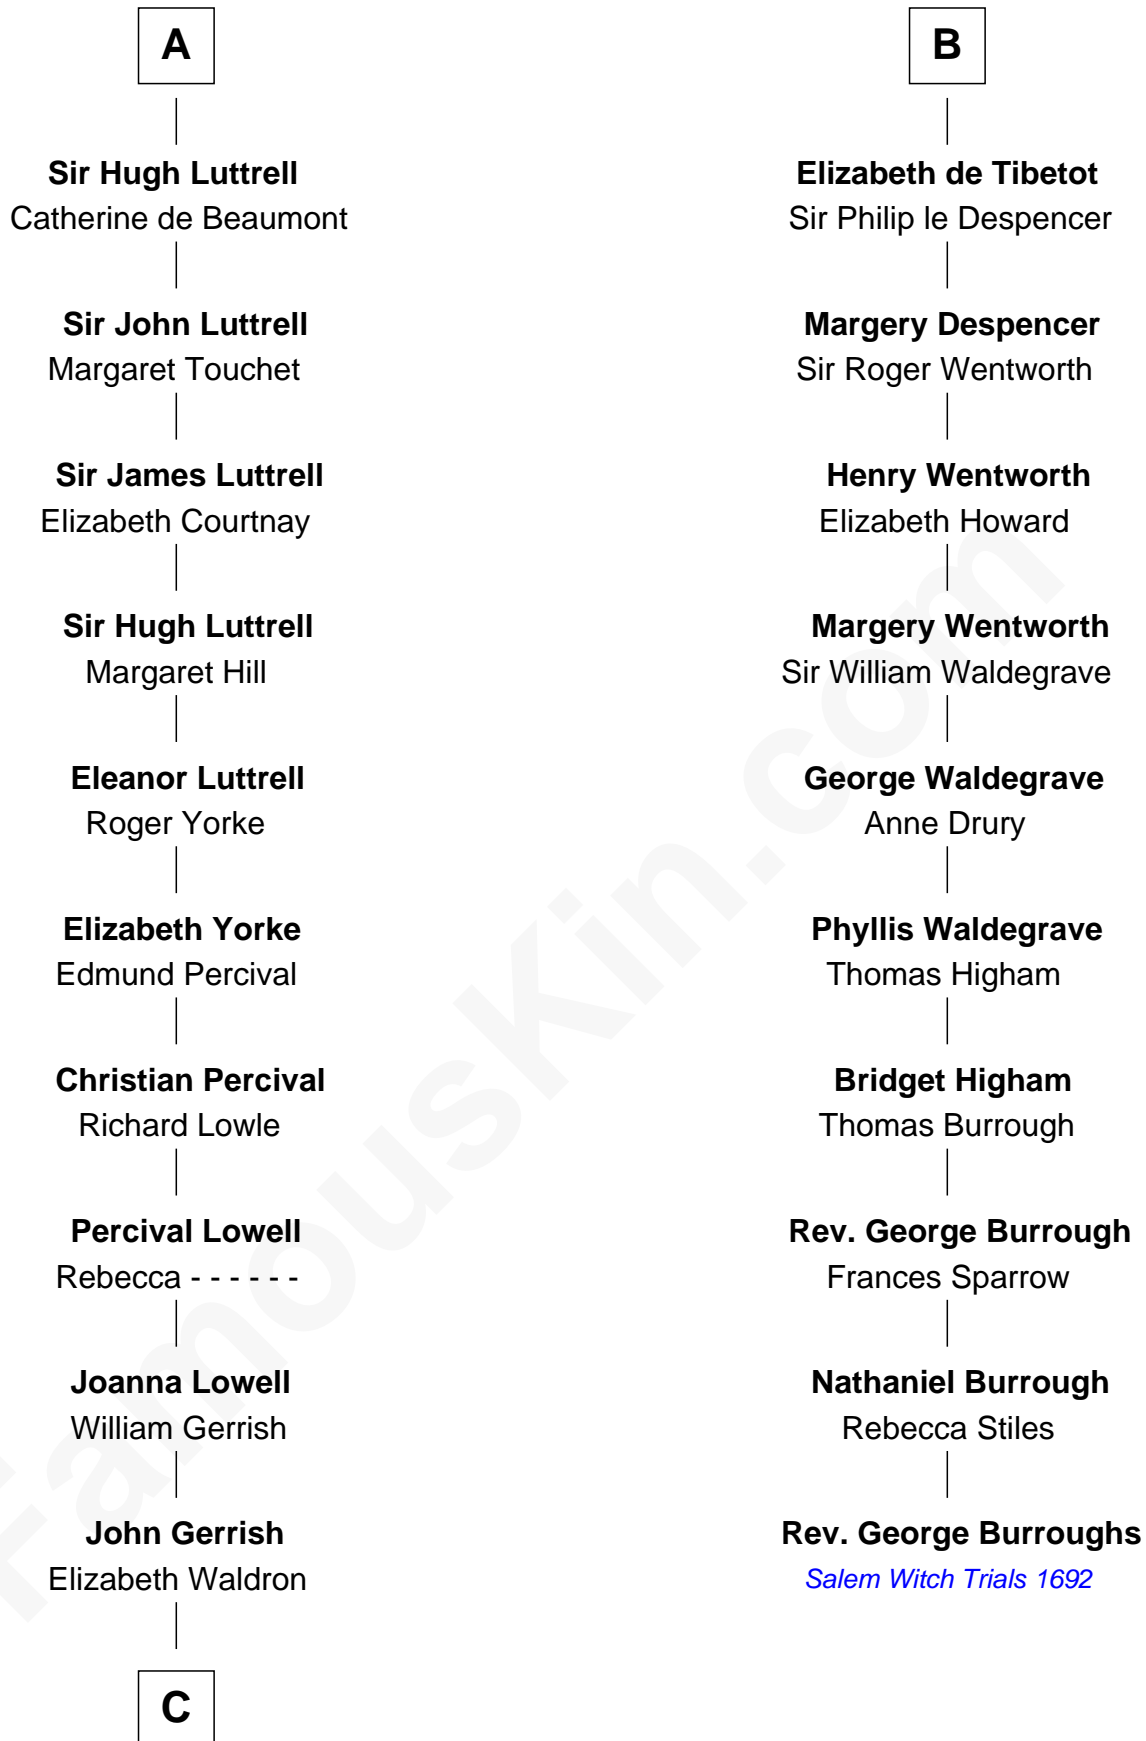 A
Sir Hugh Luttrell
Catherine de Beaumont
Sir John Luttrell
Margaret Touchet
Sir James Luttrell
Elizabeth Courtnay
Sir Hugh Luttrell
Margaret Hill
Eleanor Luttrell
Roger Yorke
Elizabeth Yorke
Edmund Percival
Christian Percival
Richard Lowle
Percival Lowell
Rebecca - - - - - -
Joanna Lowell
William Gerrish
John Gerrish
Elizabeth Waldron
C
B
Elizabeth de Tibetot
Sir Philip le Despencer
Margery Despencer
Sir Roger Wentworth
Henry Wentworth
Elizabeth Howard
Margery Wentworth
Sir William Waldegrave
George Waldegrave
Anne Drury
Phyllis Waldegrave
Thomas Higham
Bridget Higham
Thomas Burrough
Rev. George Burrough
Frances Sparrow
Nathaniel Burrough
Rebecca Stiles
Rev. George Burroughs
Salem Witch Trials 1692
FamousKin.com